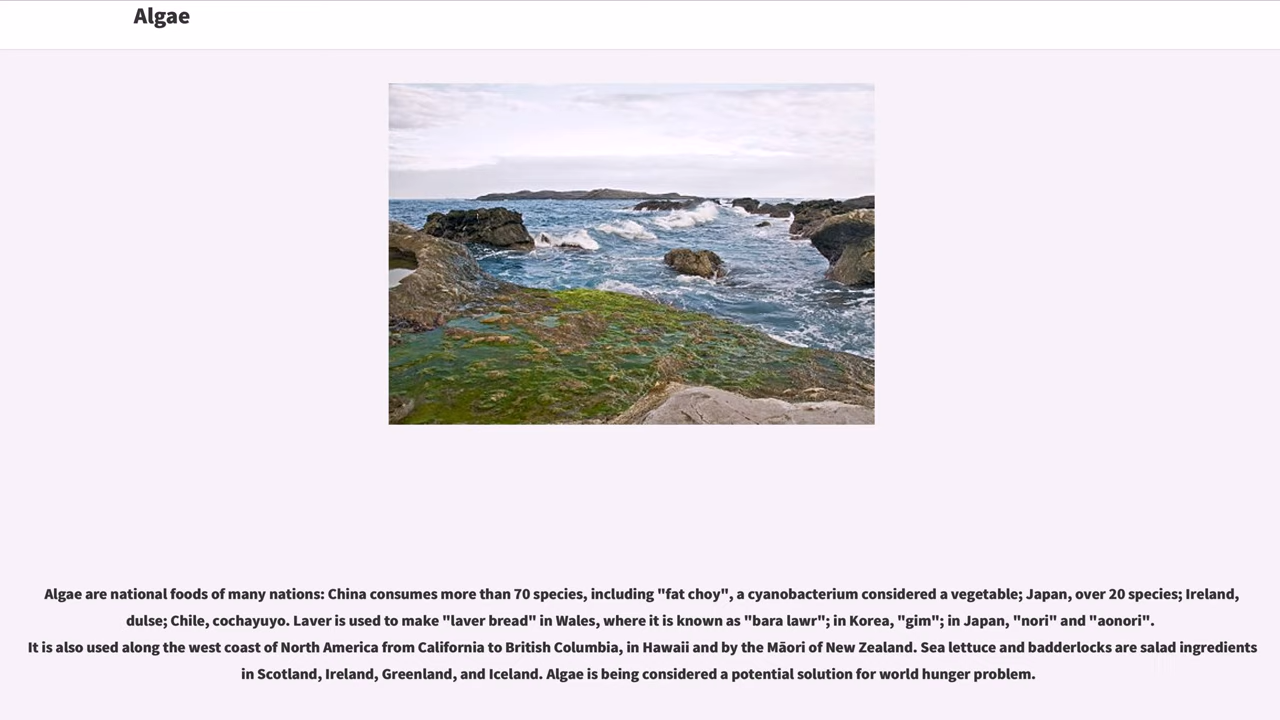 Algae
Algae are national foods of many nations: China consumes more than 70 species, including "fat choy", a cyanobacterium considered a vegetable; Japan, over 20 species; Ireland,
dulse; Chile, cochayuyo. Laver is used to make "laver bread" in Wales, where it is known as "bara lawr"; in Korea, "gim"; in Japan, "nori" and "aonori".
It is also used along the west coast of North America from California to British Columbia, in Hawaii and by the Māori of New Zealand. Sea lettuce and badderlocks are salad ingredients
in Scotland, Ireland, Greenland, and Iceland. Algae is being considered a potential solution for world hunger problem.